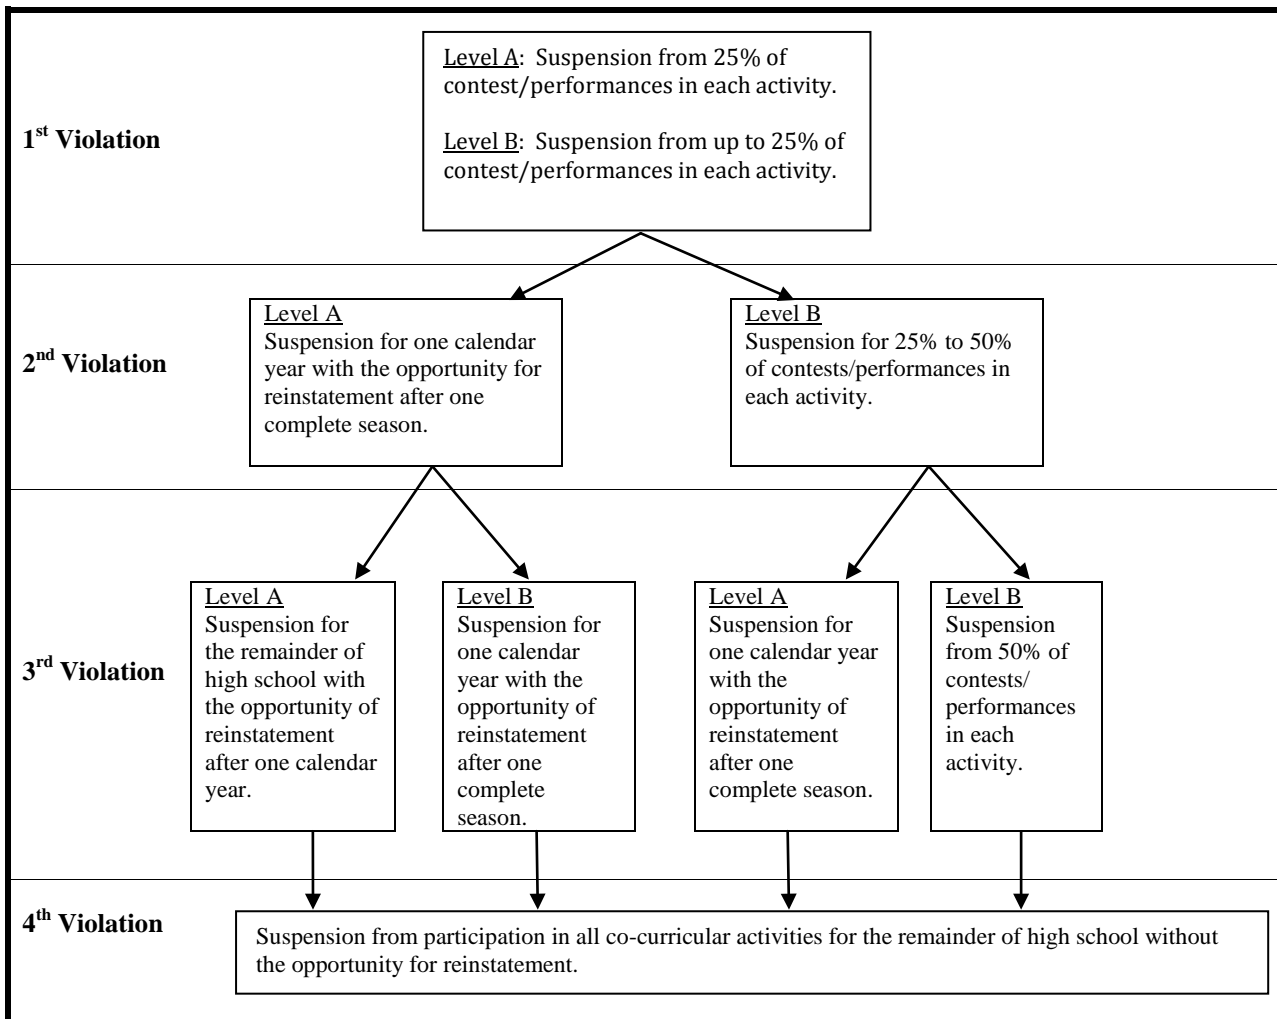 1st Violation
Level A:  Suspension from 25% of
contest/performances in each activity.
Level B:  Suspension from up to 25% of
contest/performances in each activity.
2nd Violation
Level A
Suspension for one calendar
year with the opportunity for
reinstatement after one
complete season.
Level B
Suspension for 25% to 50%
of contests/performances in
each activity.
3rd Violation
Level A
Suspension for
the remainder of
high school with
the opportunity of
reinstatement
after one calendar
year.
Level B
Suspension for
one calendar
year with the
opportunity of
reinstatement
after one
complete
season.
Level A
Suspension for
one calendar year
with the
opportunity of
reinstatement
after one
complete season.
Level B
Suspension
from 50% of
contests/
performances
in each
activity.
4th Violation
Suspension from participation in all co-curricular activities for the remainder of high school without
the opportunity for reinstatement.